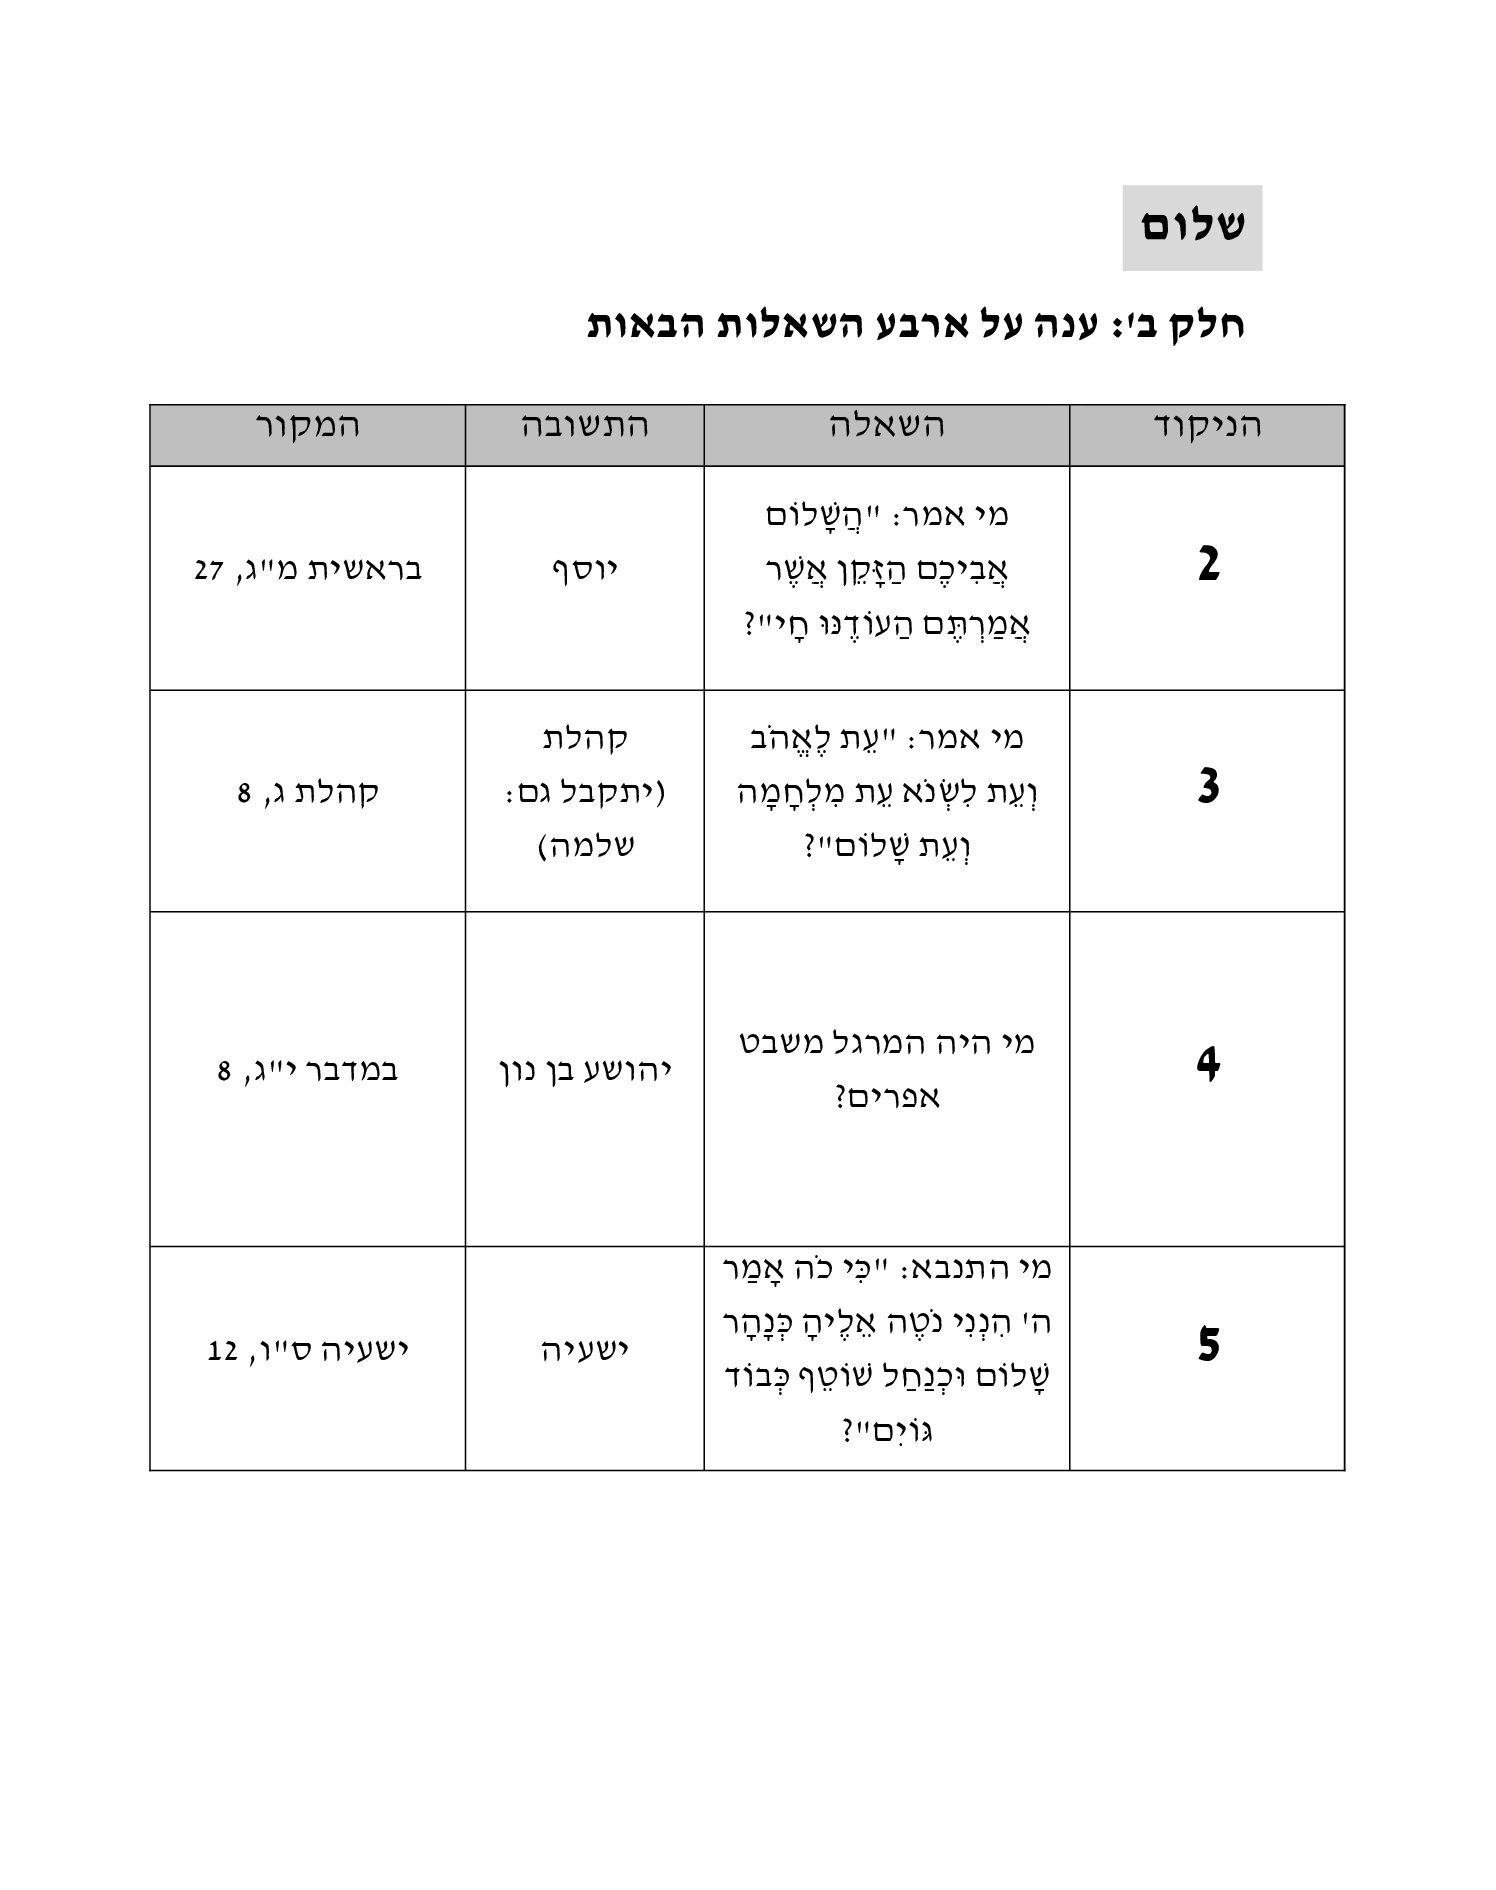 שלום
חלק ב': ענה על ארבע השאלות הבאות
הניקוד השאלה התשובה המקור
2
מי אמר: "הֲשָׁלוֹם
אֲבִיכֶם הַזָּקֵן אֲשֶׁר
אֲמַרְתֶּם הַעוֹדֶנּוּ חָי"?
יוסף
בראשית מ"ג, 27
3
מי אמר: "עֵת לֶאֱהֹב
וְעֵת לִשְׂנֹא עֵת מִלְחָמָה
וְעֵת שָׁלוֹם"?
קהלת
(יתקבל גם:
שלמה)
קהלת ג, 8
4
מי היה המרגל משבט
אפרים?
יהושע בן נון
במדבר י"ג, 8
5
מי התנבא: "כִּי כֹה אָמַר
ה' הִנְנִי נֹטֶה אֵלֶיהָ כְּנָהָר
שָׁלוֹם וּכְנַחַל שׁוֹטֵף כְּבוֹד
גּוֹיִם"?
ישעיה
ישעיה ס"ו, 12